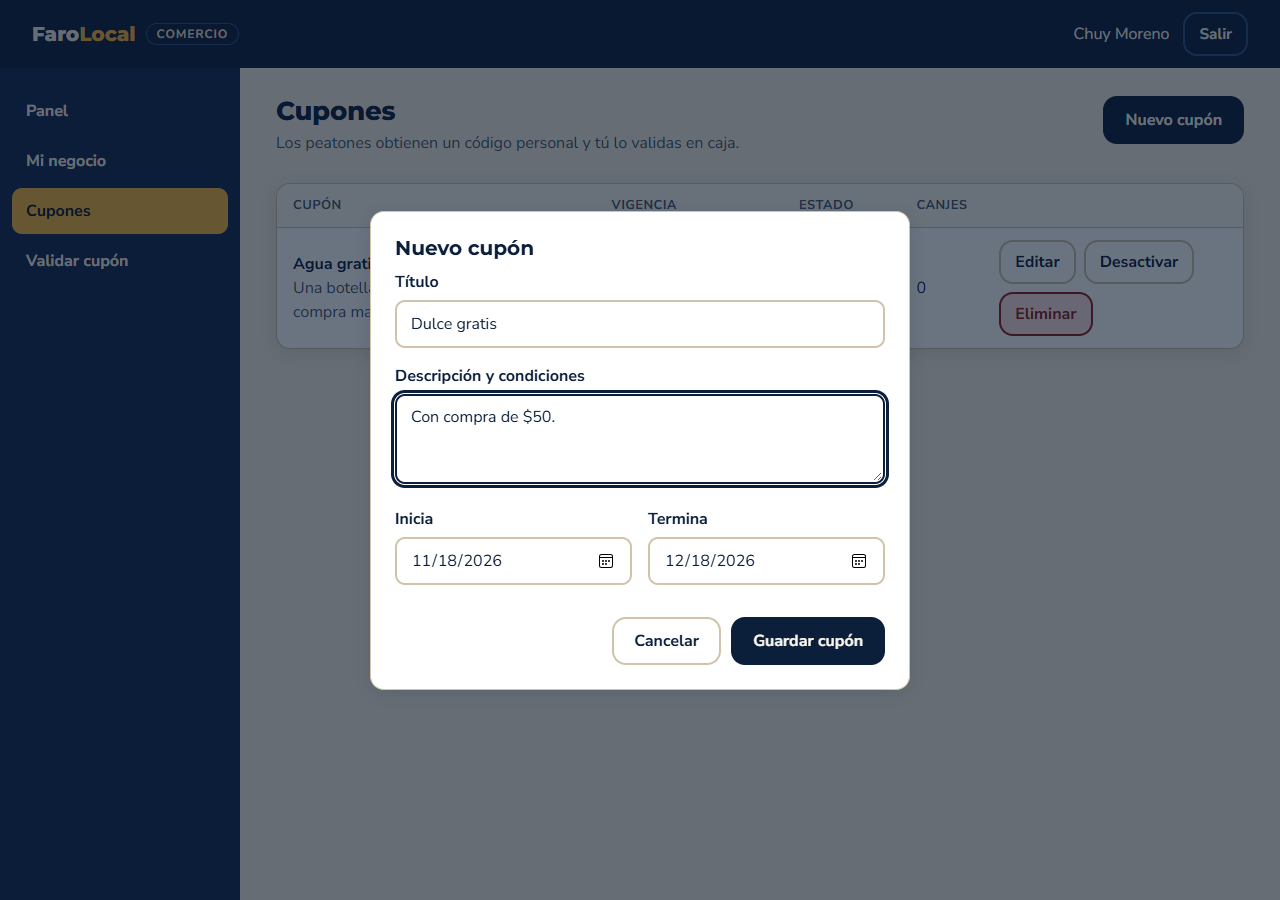 FaroLocal COMERCIO
Chuy Moreno
Salir
Panel
Mi negocio
Cupones
Validar cupón
Cupones
Los peatones obtienen un código personal y tú lo validas en caja.
Nuevo cupón
CUPÓN VIGENCIA ESTADO CANJES
Agua grati
Una botell
compra ma
0
Editar
Desactivar
Eliminar
Nuevo cupón
Título
Dulce gratis
Descripción y condiciones
Con compra de $50.
Inicia Termina
11/18/2026 12/18/2026
Cancelar Guardar cupón